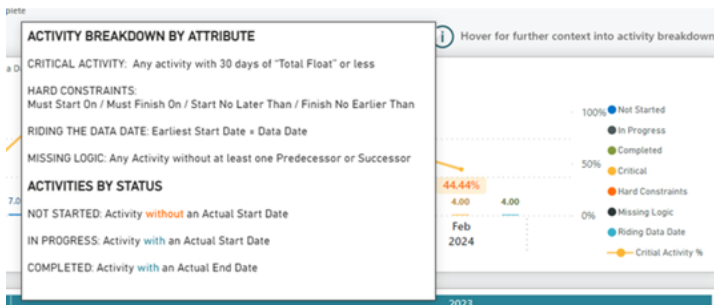 plete
ACTIVITY BREAKDOWN BY ATTRIBUTE
i Hover for further context into activity breakdown
CRITICAL ACTIVITY: Any activity with 30 days of "Total Float" or less
HARD CONSTRAINTS:
Must Start On / Must Finish On / Start No Later Than / Finish No Earlier Than
RIDING THE DATA DATE: Earliest Start Date = Data Date
MISSING LOGIC: Any Activity without at least one Predecessor or Successor
ACTIVITIES BY STATUS
NOT STARTED: Activity without an Actual Start Date
IN PROGRESS: Activity with an Actual Start Date
COMPLETED: Activity with an Actual End Date
a D
7.0
44.44%
4.00 4.00
Feb
2024
100%
50%
0%
Not Started
In Progress
Completed
Critical
Hard Constraints
Missing Logic
Riding Data Date
Critial Activity %
2023